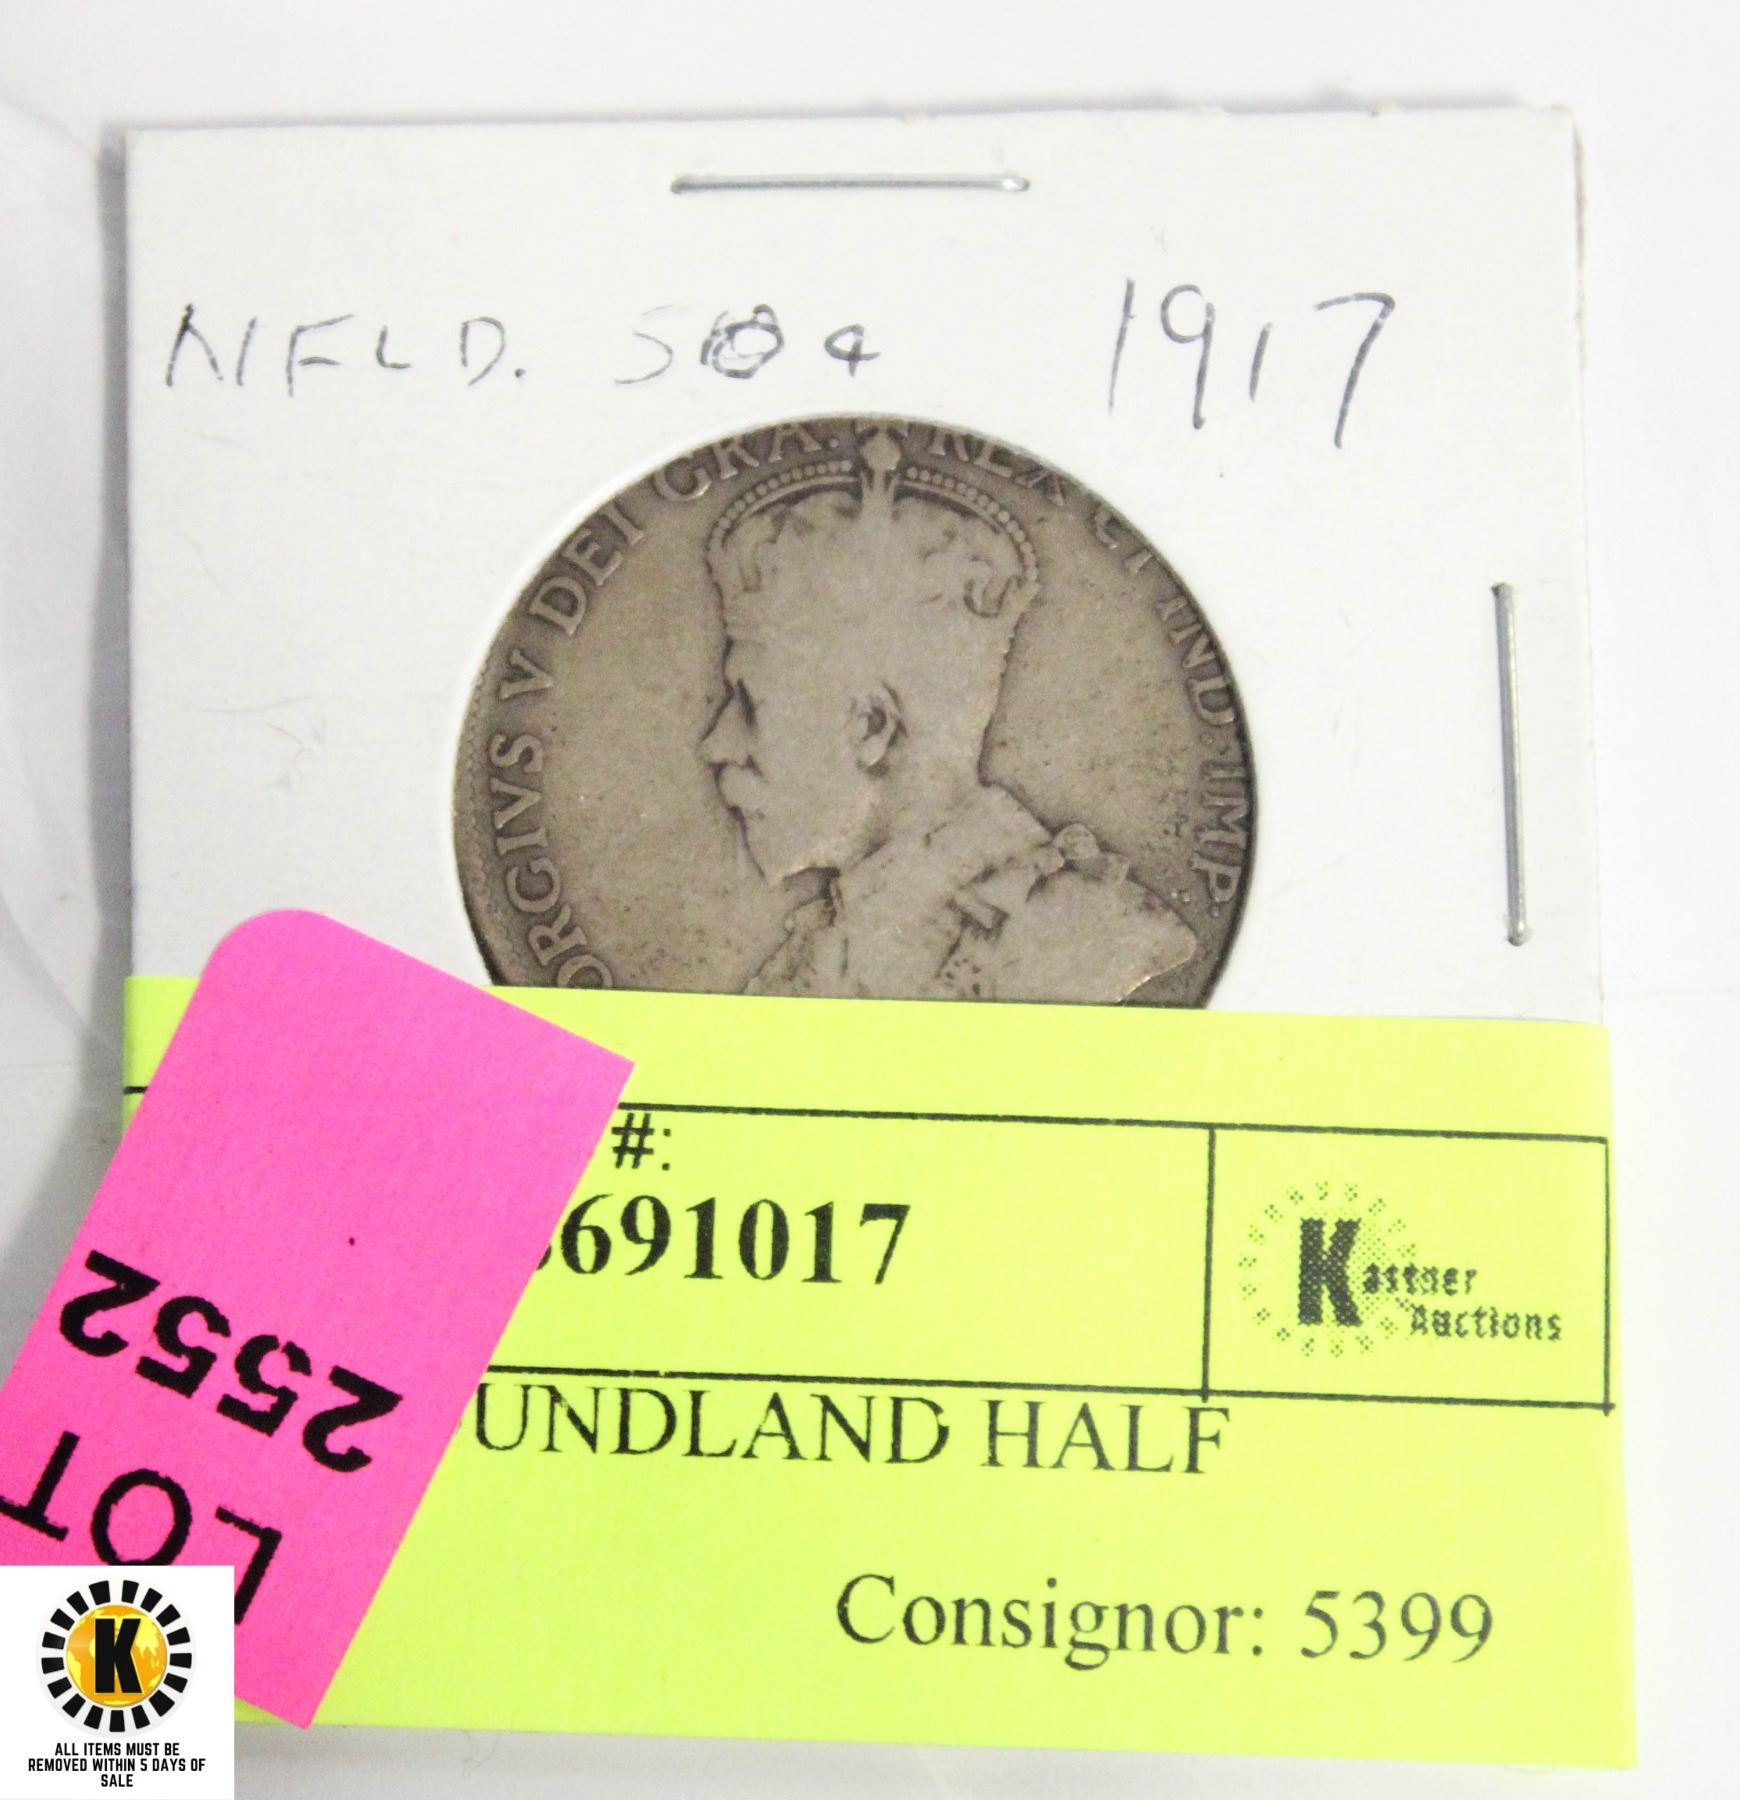 NFLD. 50¢ 1917
ORGIVS V DEI GRA. REX ET IND. IMP.
#:
691017
Kastner
Auctions
UNDLAND HALF
Consignor: 5399
LOT
2552
K
ALL ITEMS MUST BE
REMOVED WITHIN 5 DAYS OF
SALE